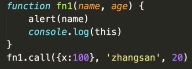 function fn1(name, age) {
    alert(name)
    console.log(this)
}
fn1.call({x:100}, 'zhangsan', 20)